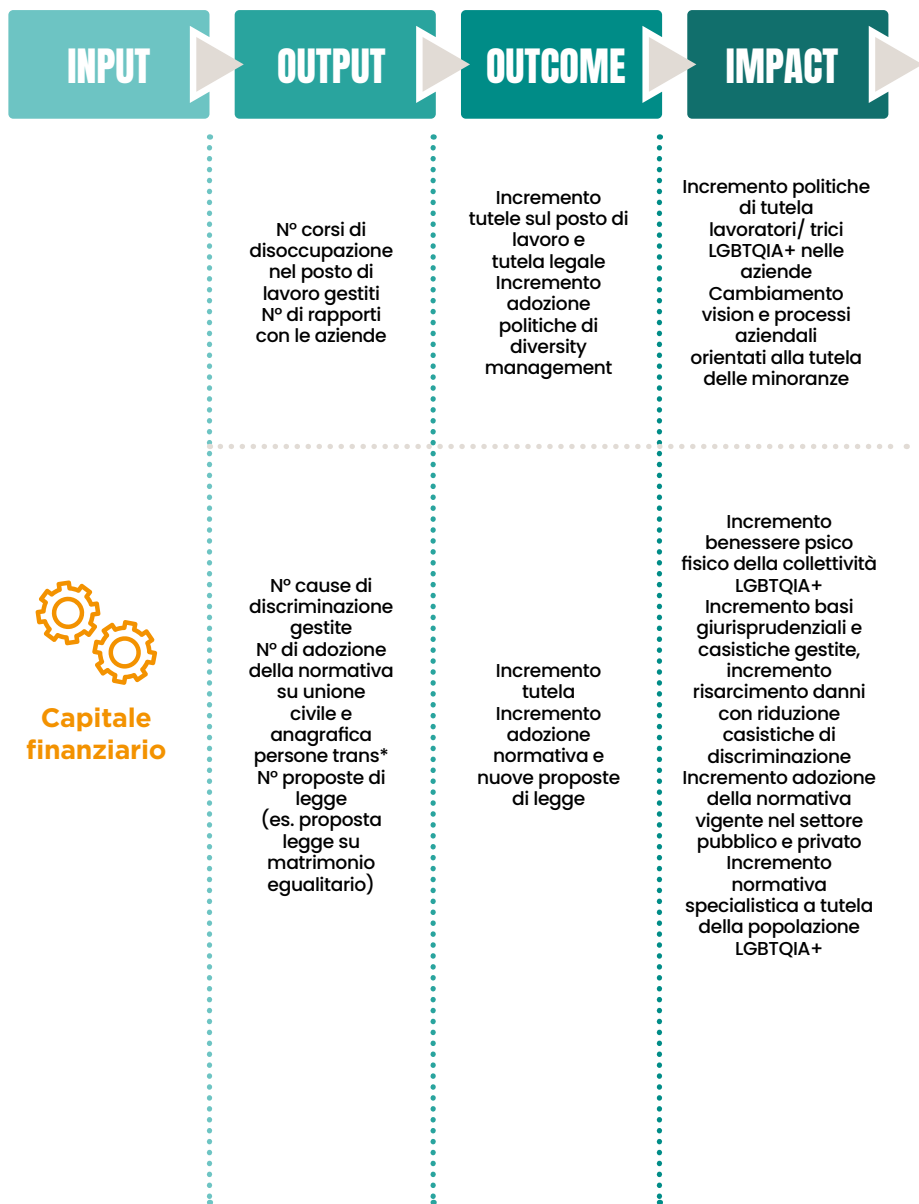 INPUT
OUTPUT
OUTCOME
IMPACT
N° corsi di
disoccupazione
nel posto di
lavoro gestiti
N° di rapporti
con le aziende
Incremento
tutele sul posto di
lavoro e
tutela legale
Incremento
adozione
politiche di
diversity
management
Incremento politiche
di tutela
lavoratori/ trici
LGBTQIA+ nelle
aziende
Cambiamento
vision e processi
aziendali
orientati alla tutela
delle minoranze
Capitale
finanziario
N° cause di
discriminazione
gestite
N° di adozione
della normativa
su unione
civile e
anagrafica
persone trans*
N° proposte di
legge
(es. proposta
legge su
matrimonio
egualitario)
Incremento
tutela
Incremento
adozione
normativa e
nuove proposte
di legge
Incremento
benessere psico
fisico della collettività
LGBTQIA+
Incremento basi
giurisprudenziali e
casistiche gestite,
incremento
risarcimento danni
con riduzione
casistiche di
discriminazione
Incremento adozione
della normativa
vigente nel settore
pubblico e privato
Incremento
normativa
specialistica a tutela
della popolazione
LGBTQIA+